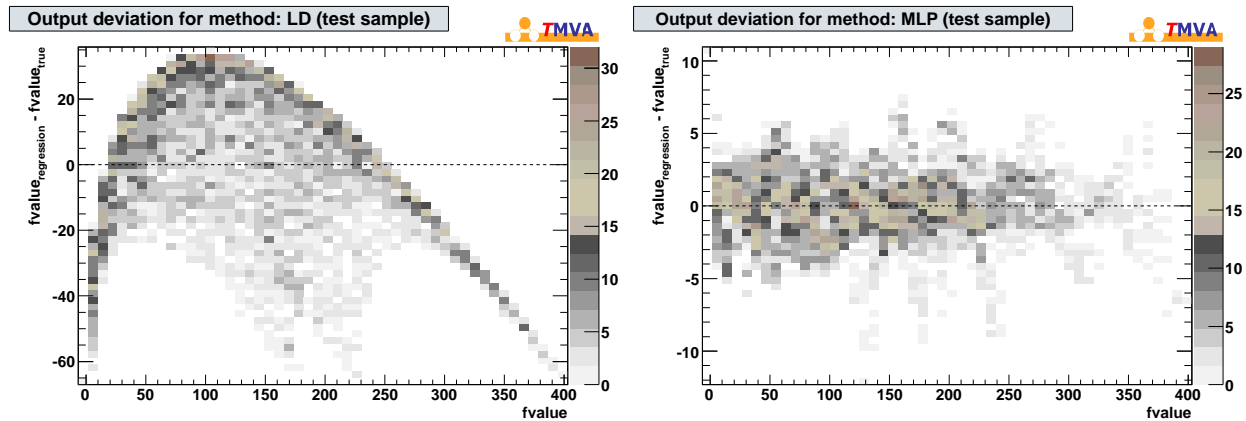 Output deviation for method: LD (test sample)
TMVA
fvalue_regression - fvalue_true
20
0
-20
-40
-60
0 50 100 150 200 250 300 350 400
fvalue
30
25
20
15
10
5
0
Output deviation for method: MLP (test sample)
TMVA
fvalue_regression - fvalue_true
10
5
0
-5
-10
0 50 100 150 200 250 300 350 400
fvalue
25
20
15
10
5
0